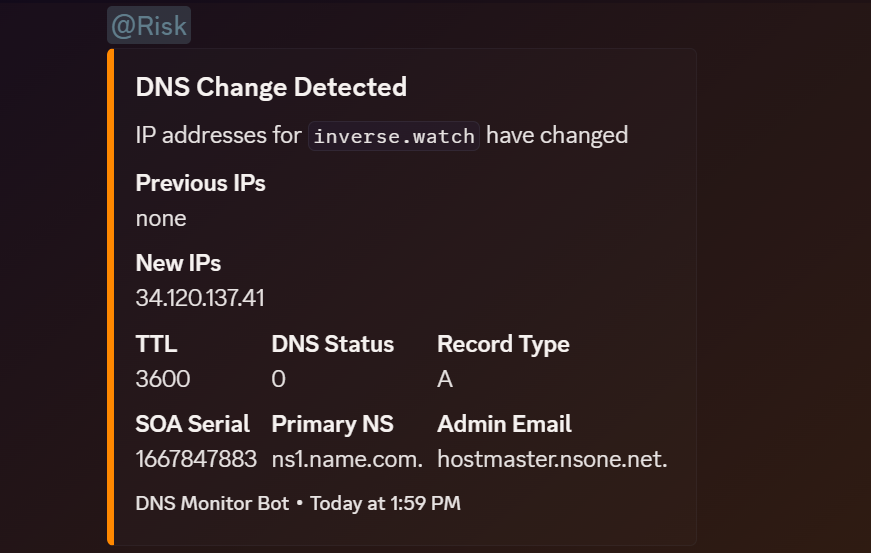 @Risk
DNS Change Detected
IP addresses for inverse.watch have changed
Previous IPs
none
New IPs
34.120.137.41
TTL DNS Status Record Type
3600 0 A
SOA Serial Primary NS Admin Email
1667847883 ns1.name.com. hostmaster.nsone.net.
DNS Monitor Bot • Today at 1:59 PM